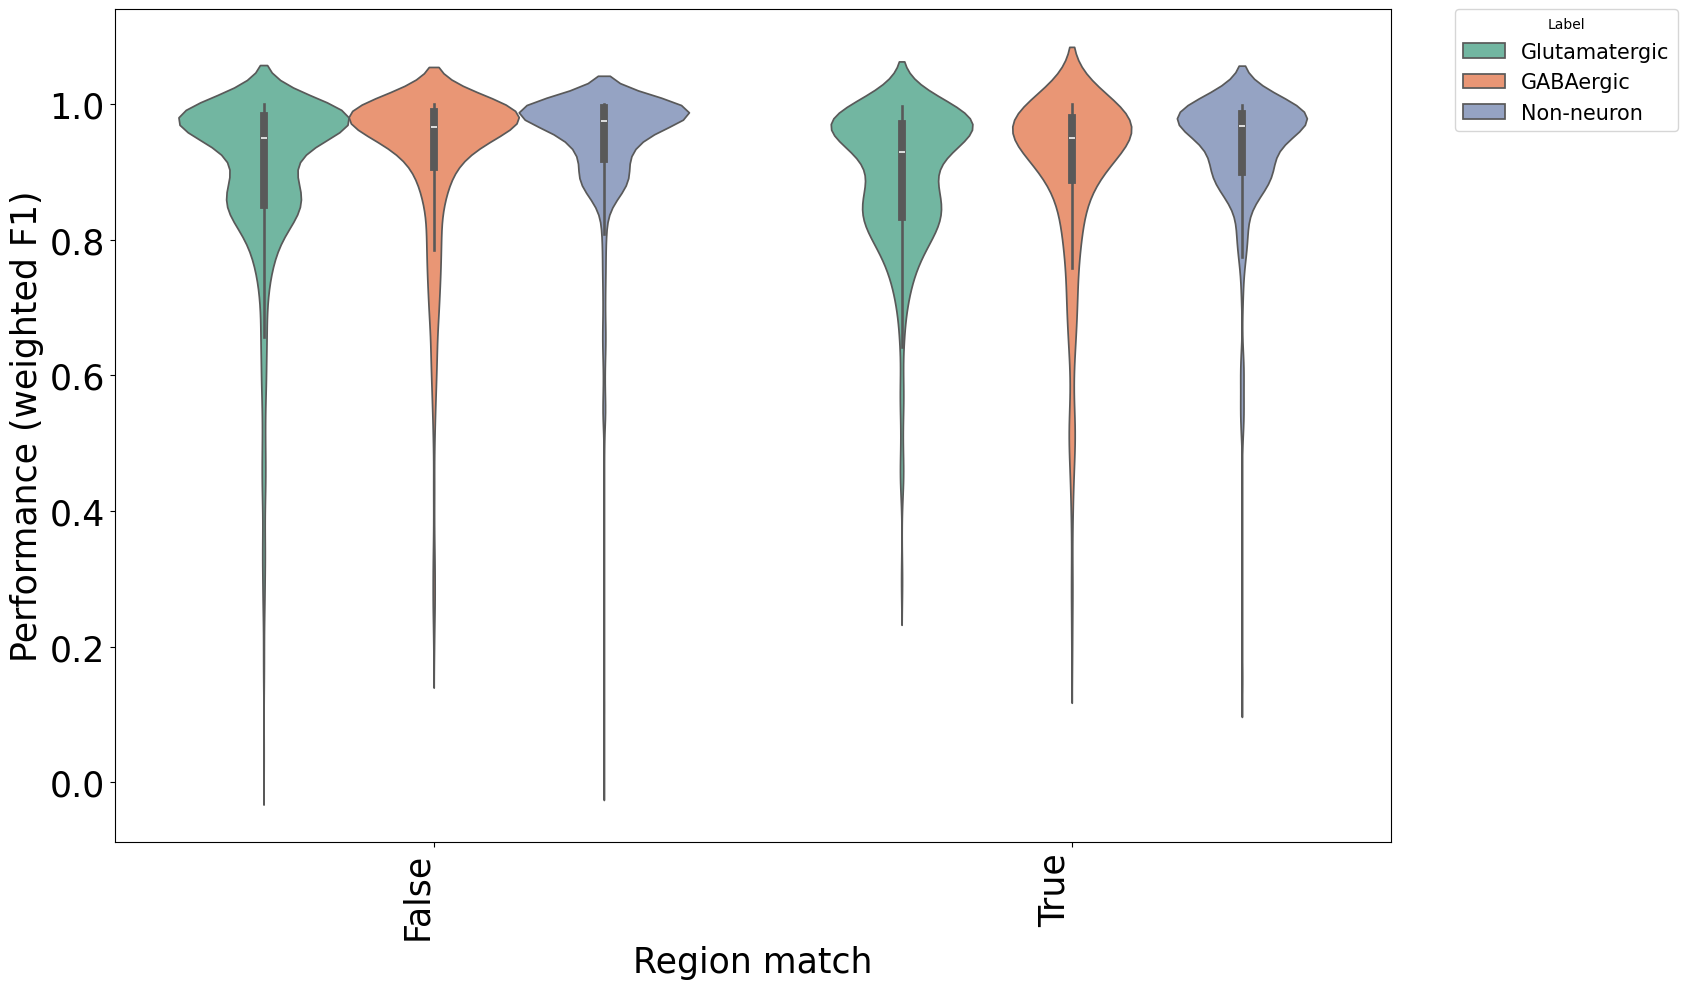 Performance (weighted F1)
1.0
0.8
0.6
0.4
0.2
0.0
False
True
Region match
Label
Glutamatergic
GABAergic
Non-neuron